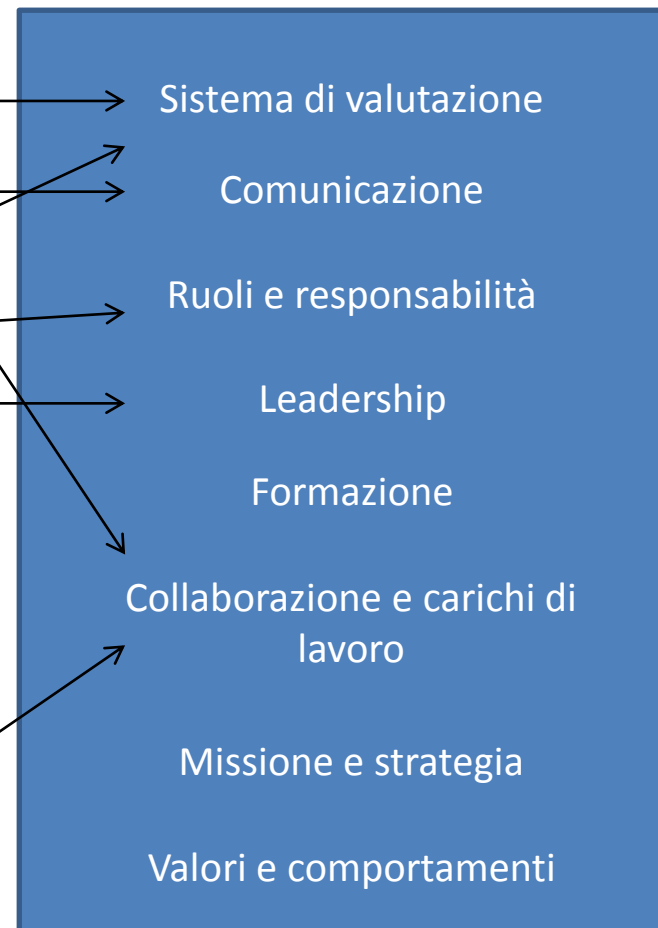 Sistema di valutazione
Comunicazione
Ruoli e responsabilità
Leadership
Formazione
Collaborazione e carichi di
lavoro
Missione e strategia
Valori e comportamenti